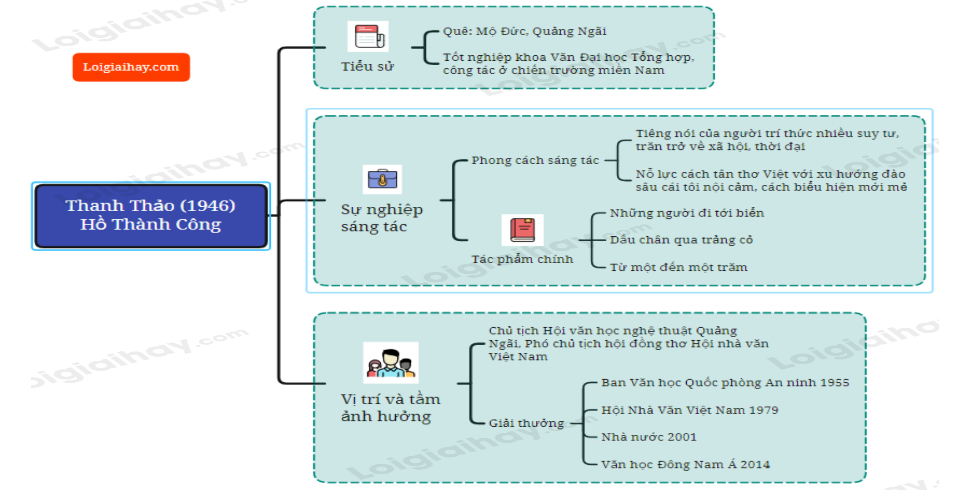 Loigiaihay.com
Thanh Thảo (1946)
Hồ Thành Công
Tiểu sử
Quê: Mộ Đức, Quảng Ngãi
Tốt nghiệp khoa Văn Đại học Tổng hợp,
công tác ở chiến trường miền Nam
Sự nghiệp
sáng tác
Phong cách sáng tác
Tiếng nói của người trí thức nhiều suy tư,
trăn trở về xã hội, thời đại
Nỗ lực cách tân thơ Việt với xu hướng đào
sâu cái tôi nội cảm, cách biểu hiện mới mẻ
Tác phẩm chính
Những người đi tới biển
Dấu chân qua trảng cỏ
Từ một đến một trăm
Vị trí và tầm
ảnh hưởng
Chủ tịch Hội văn học nghệ thuật Quảng
Ngãi, Phó chủ tịch hội đồng thơ Hội nhà văn
Việt Nam
Giải thưởng
Ban Văn học Quốc phòng An ninh 1955
Hội Nhà Văn Việt Nam 1979
Nhà nước 2001
Văn học Đông Nam Á 2014